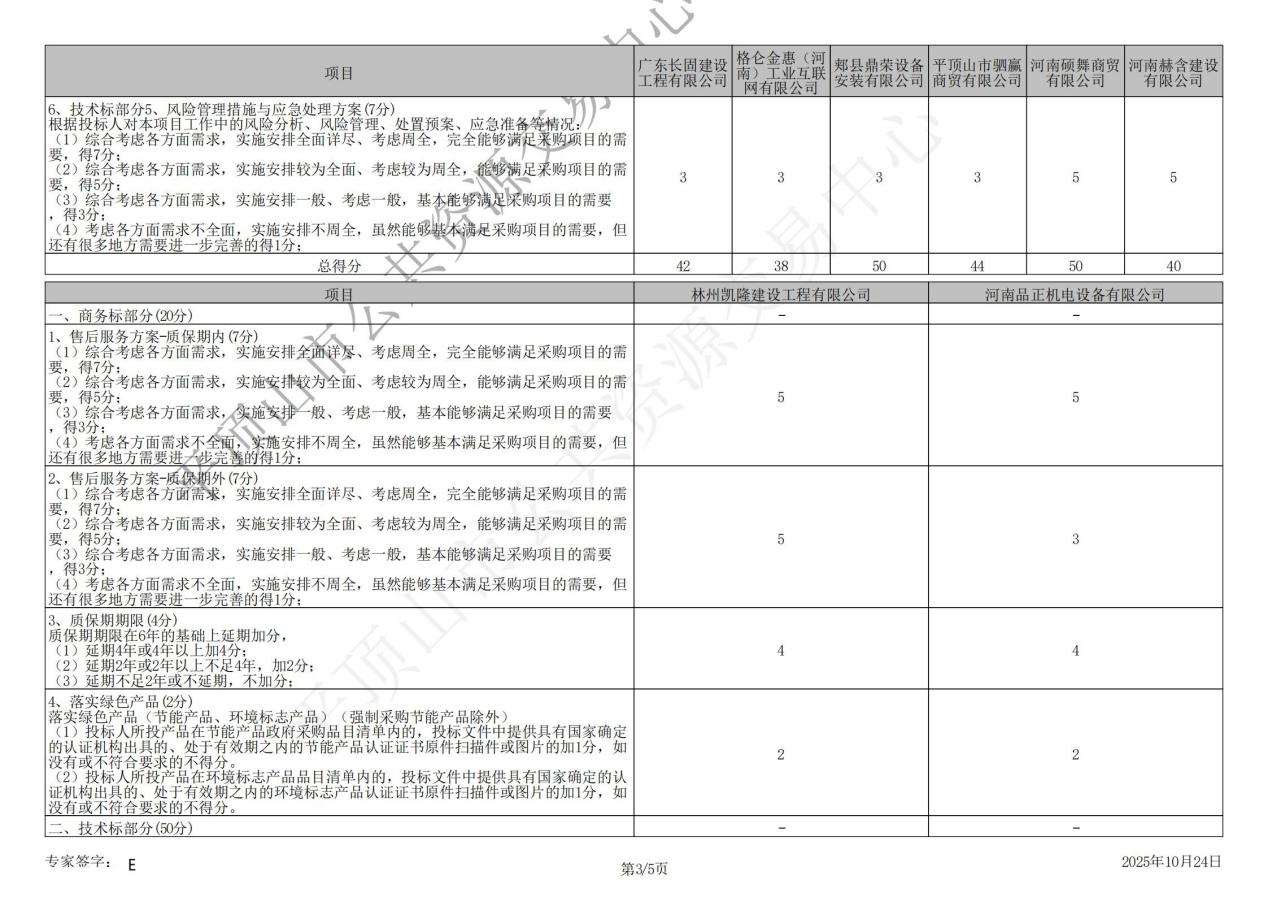 项目
广东长固建设
工程有限公司
格仑金惠（河
南）工业互联
网有限公司
郏县鼎荣设备
安装有限公司
平顶山市驷赢
商贸有限公司
河南硕舞商贸
有限公司
河南赫含建设
有限公司
6、技术标部分5、风险管理措施与应急处理方案(7分)
根据投标人对本项目工作中的风险分析、风险管理、处置预案、应急准备等情况：
（1）综合考虑各方面需求，实施安排全面详尽、考虑周全，完全能够满足采购项目的需
要，得7分；
（2）综合考虑各方面需求，实施安排较为全面、考虑较为周全，能够满足采购项目的需
要，得5分；
（3）综合考虑各方面需求，实施安排一般、考虑一般，基本能够满足采购项目的需要
，得3分；
（4）考虑各方面需求不全面，实施安排不周全，虽然能够基本满足采购项目的需要，但
还有很多地方需要进一步完善的得1分；
3 3 3 3 5 5
总得分 42 38 50 44 50 40
项目 林州凯隆建设工程有限公司 河南品正机电设备有限公司
一、商务标部分(20分) - -
1、售后服务方案-质保期内(7分)
（1）综合考虑各方面需求，实施安排全面详尽、考虑周全，完全能够满足采购项目的需
要，得7分；
（2）综合考虑各方面需求，实施安排较为全面、考虑较为周全，能够满足采购项目的需
要，得5分；
（3）综合考虑各方面需求，实施安排一般、考虑一般，基本能够满足采购项目的需要
，得3分；
（4）考虑各方面需求不全面，实施安排不周全，虽然能够基本满足采购项目的需要，但
还有很多地方需要进一步完善的得1分；
5 5
2、售后服务方案-质保期外(7分)
（1）综合考虑各方面需求，实施安排全面详尽、考虑周全，完全能够满足采购项目的需
要，得7分；
（2）综合考虑各方面需求，实施安排较为全面、考虑较为周全，能够满足采购项目的需
要，得5分；
（3）综合考虑各方面需求，实施安排一般、考虑一般，基本能够满足采购项目的需要
，得3分；
（4）考虑各方面需求不全面，实施安排不周全，虽然能够基本满足采购项目的需要，但
还有很多地方需要进一步完善的得1分；
5 3
3、质保期期限(4分)
质保期期限在6年的基础上延期加分，
（1）延期4年或4年以上加4分；
（2）延期2年或2年以上不足4年，加2分；
（3）延期不足2年或不延期，不加分；
4 4
4、落实绿色产品(2分)
落实绿色产品（节能产品、环境标志产品）（强制采购节能产品除外）
（1）投标人所投产品在节能产品政府采购品目清单内的，投标文件中提供具有国家确定
的认证机构出具的、处于有效期之内的节能产品认证证书原件扫描件或图片的加1分，如
没有或不符合要求的不得分。
（2）投标人所投产品在环境标志产品品目清单内的，投标文件中提供具有国家确定的认
证机构出具的、处于有效期之内的环境标志产品认证证书原件扫描件或图片的加1分，如
没有或不符合要求的不得分。
2 2
二、技术标部分(50分) - -
专家签字： E
第3/5页
2025年10月24日
平顶山市公共资源交易中心
平顶山市公共资源交易中心